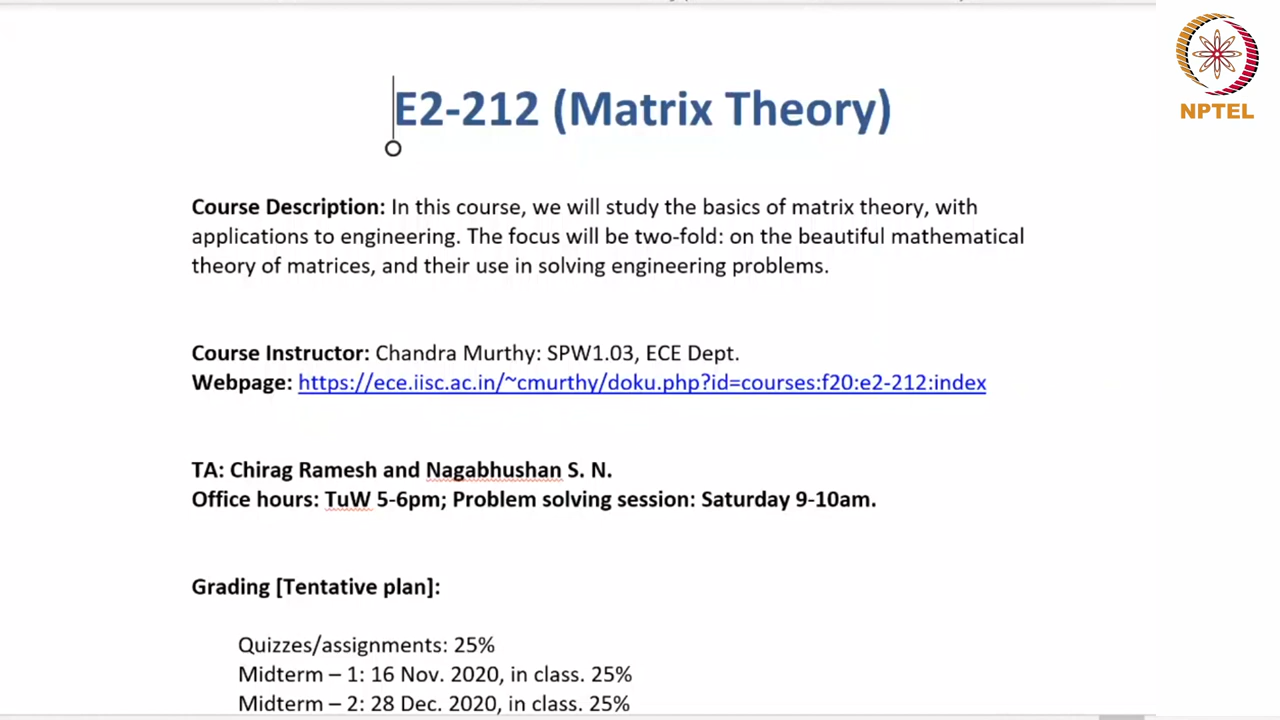 NPTEL
E2-212 (Matrix Theory)
Course Description: In this course, we will study the basics of matrix theory, with
applications to engineering. The focus will be two-fold: on the beautiful mathematical
theory of matrices, and their use in solving engineering problems.
Course Instructor: Chandra Murthy: SPW1.03, ECE Dept.
Webpage: https://ece.iisc.ac.in/~cmurthy/doku.php?id=courses:f20:e2-212:index
TA: Chirag Ramesh and Nagabhushan S. N.
Office hours: TuW 5-6pm; Problem solving session: Saturday 9-10am.
Grading [Tentative plan]:
Quizzes/assignments: 25%
Midterm – 1: 16 Nov. 2020, in class. 25%
Midterm – 2: 28 Dec. 2020, in class. 25%